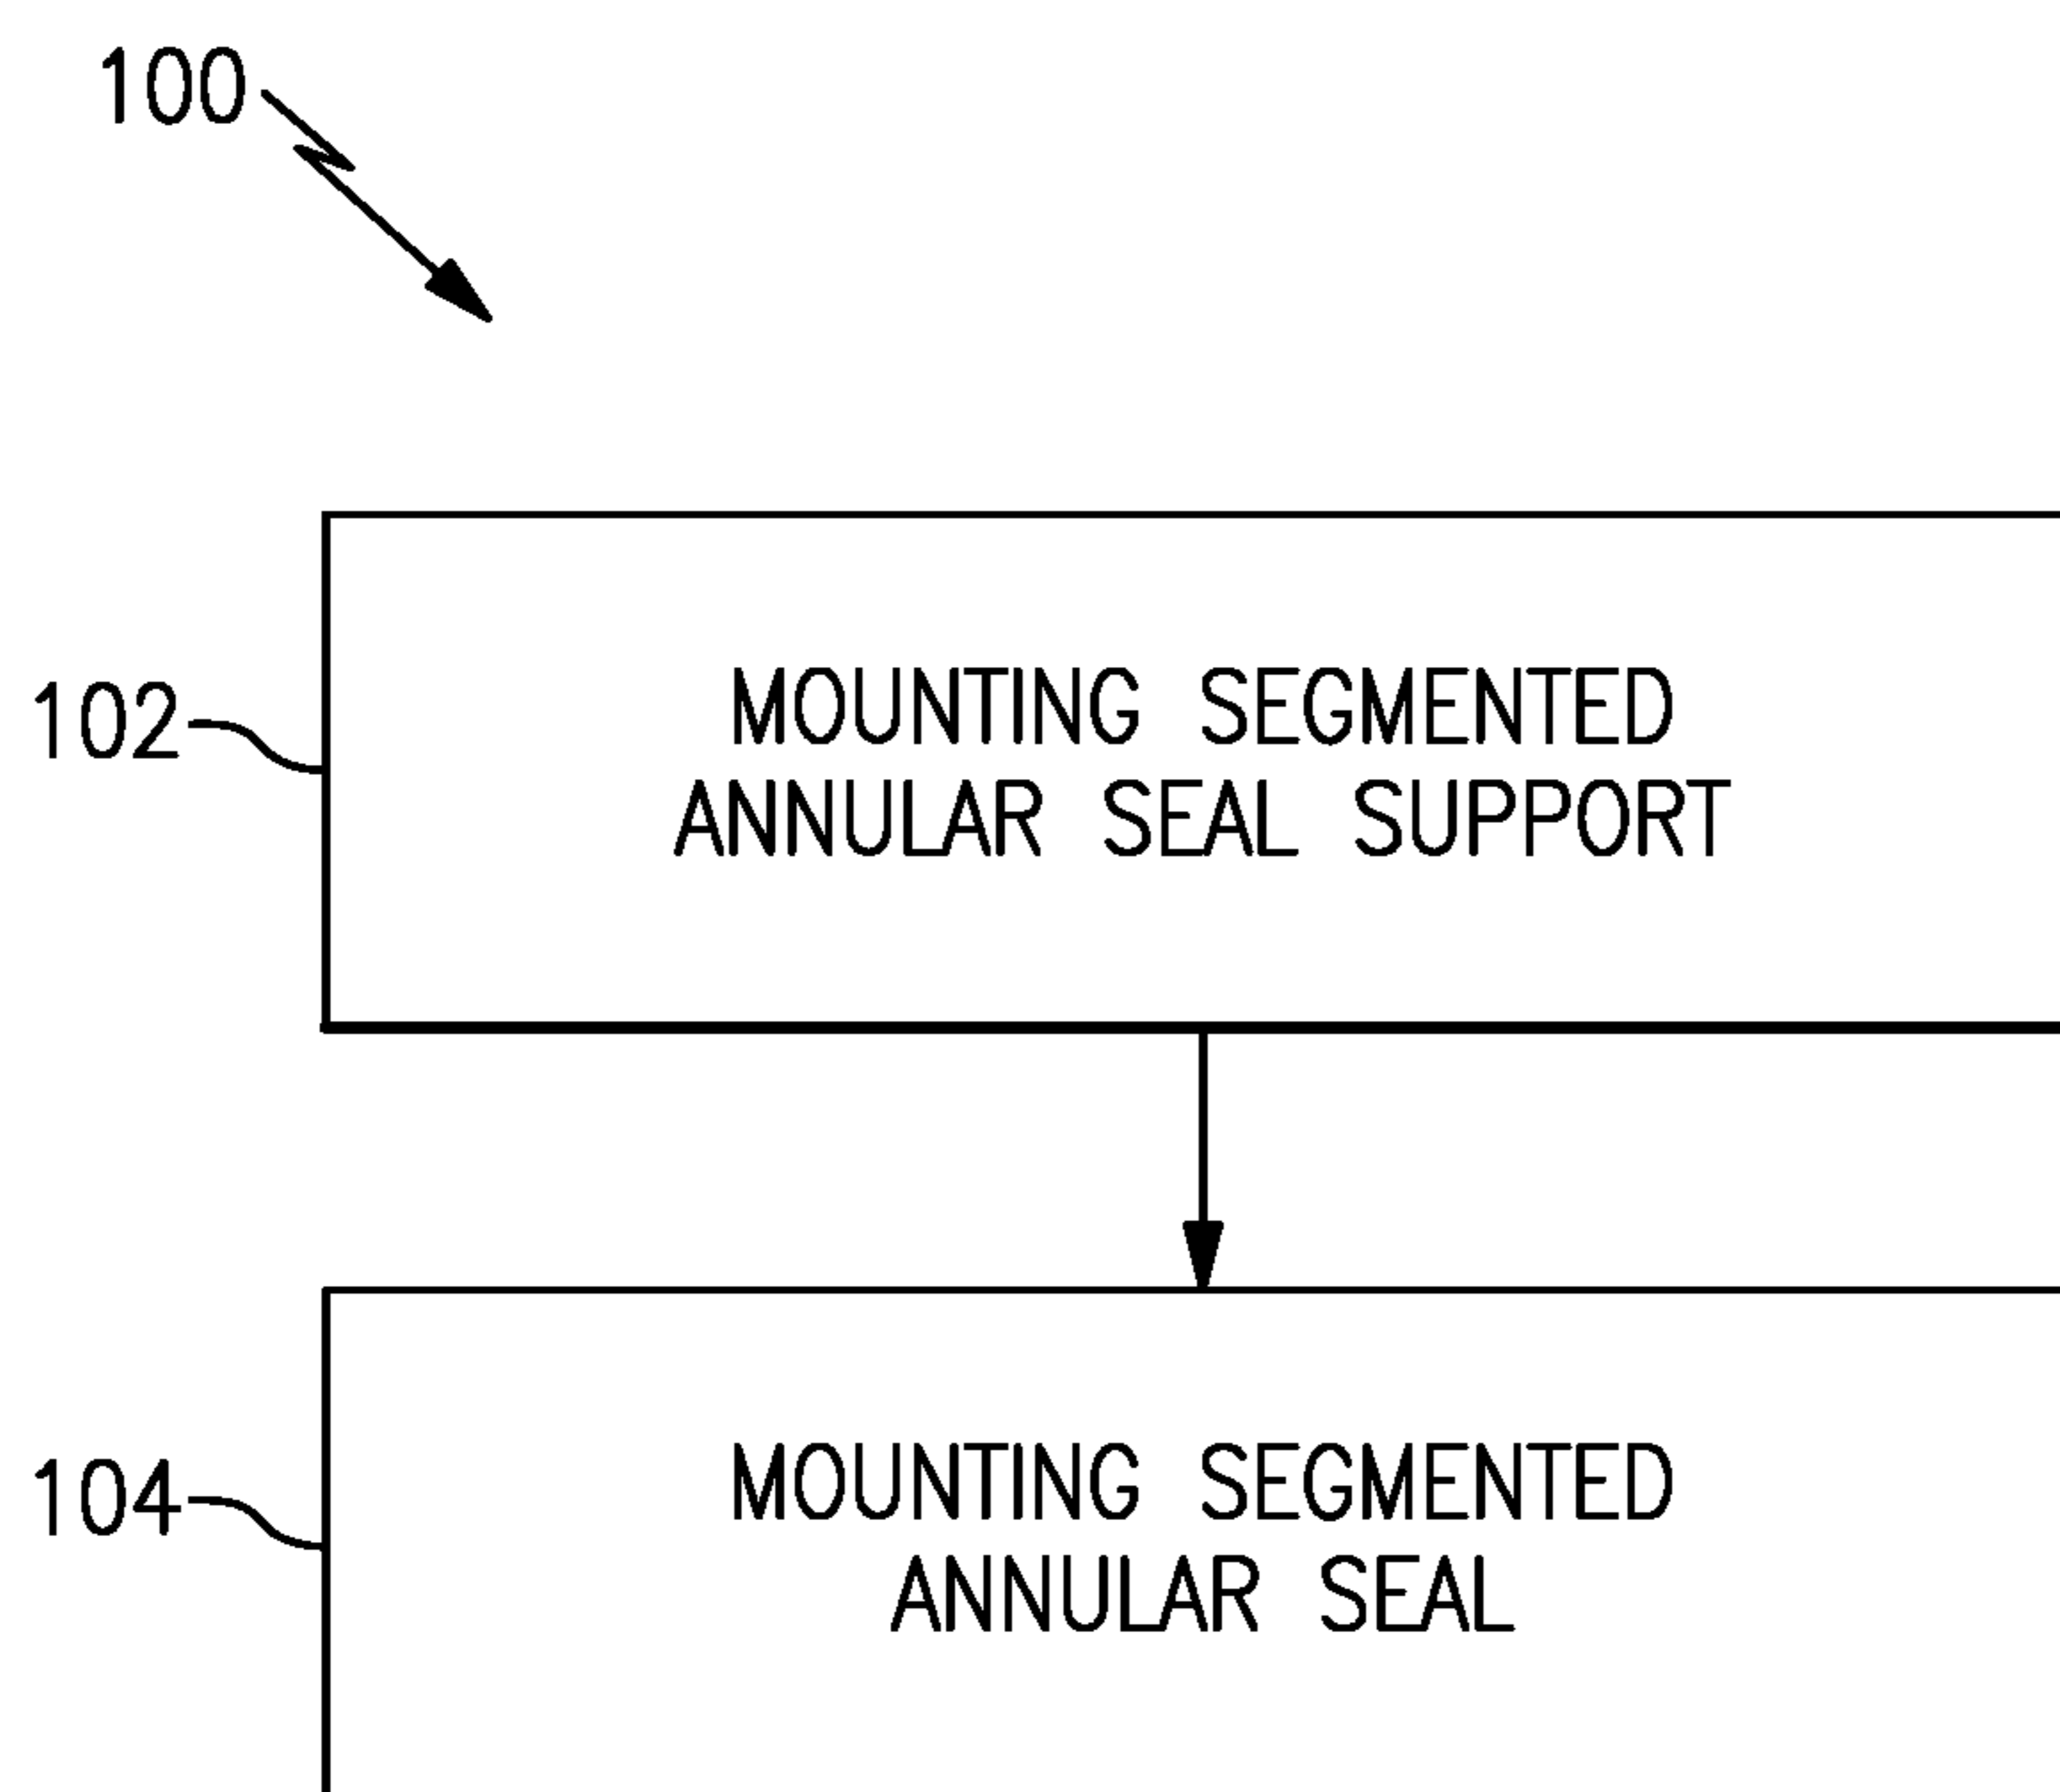 100
102
MOUNTING SEGMENTED
ANNULAR SEAL SUPPORT
104
MOUNTING SEGMENTED
ANNULAR SEAL